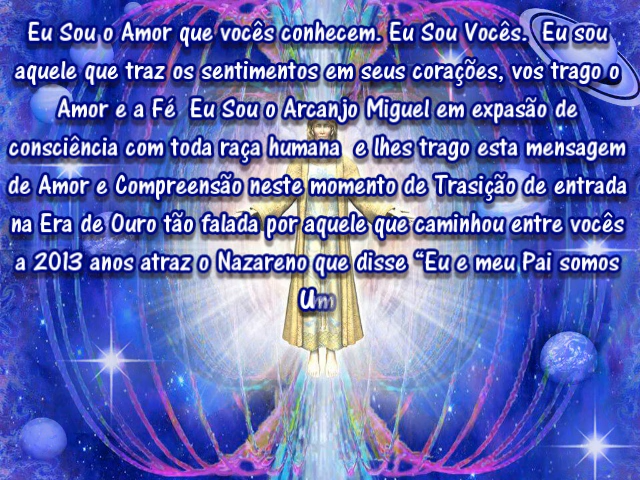 Eu Sou o Amor que vocês conhecem. Eu Sou Vocês.  Eu sou
aquele que traz os sentimentos em seus corações, vos trago o
Amor e a Fé  Eu Sou o Arcanjo Miguel em expasão de
consciência com toda raça humana  e lhes trago esta mensagem
de Amor e Compreensão neste momento de Trasição de entrada
na Era de Ouro tão falada por aquele que caminhou entre vocês
a 2013 anos atraz o Nazareno que disse “Eu e meu Pai somos
Um